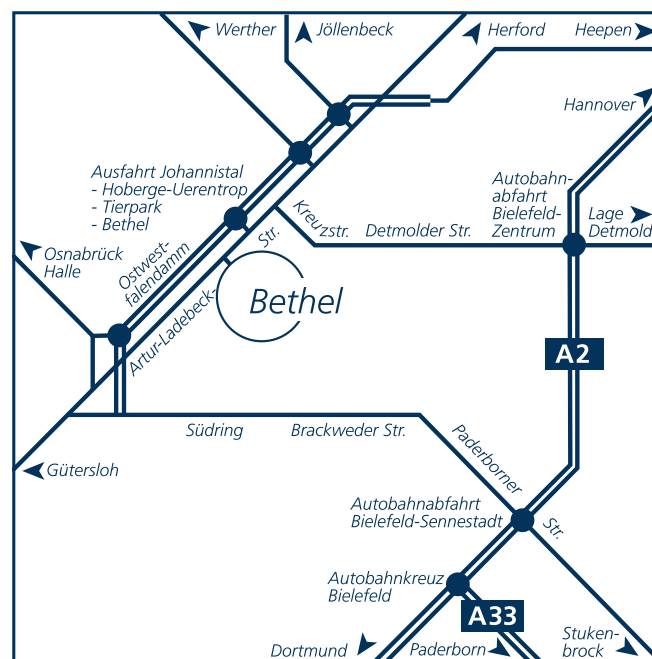 Werther
Jöllenbeck
Herford
Heepen
Hannover
Ausfahrt Johannistal
- Hoberge-Uerentrop
- Tierpark
- Bethel
Autobahn-
abfahrt
Bielefeld-
Zentrum
Lage
Detmold
Kreuzstr.
Detmolder Str.
Osnabrück
Halle
Ostwest-
falendamm
Artur-Ladebeck-
Str.
Bethel
A2
Südring
Brackweder Str.
Paderborner
Str.
Gütersloh
Autobahnabfahrt
Bielefeld-Sennestadt
Autobahnkreuz
Bielefeld
A33
Dortmund
Paderborn
Stuken-
brock